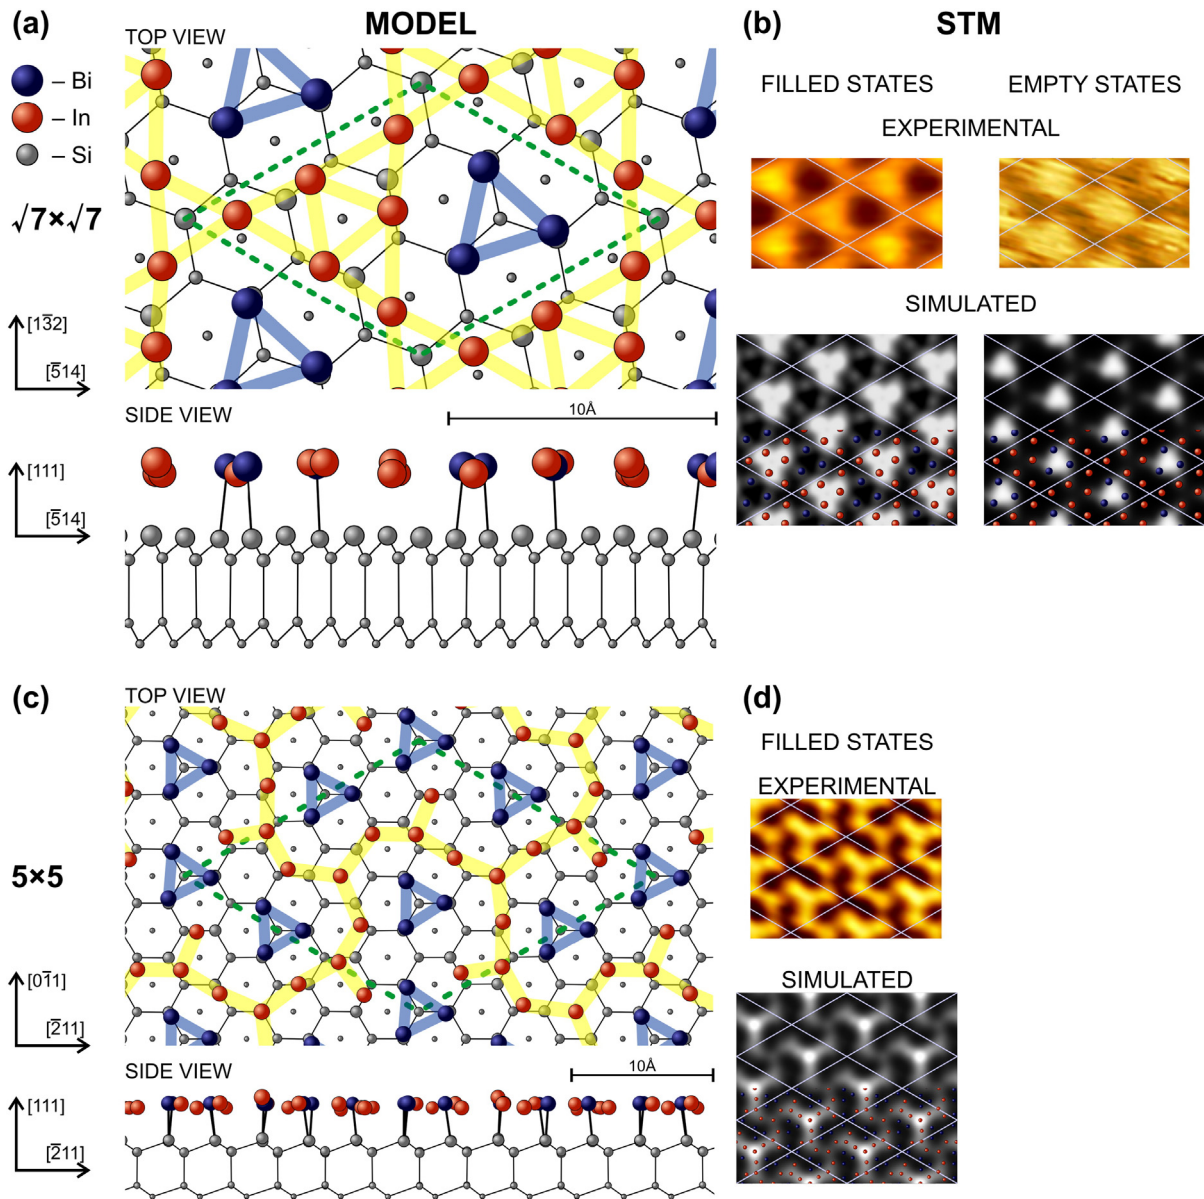 (a)
MODEL
TOP VIEW
– Bi
– In
– Si
√7×√7
[13̅2]
[5̅14]
SIDE VIEW
10Å
[111]
[5̅14]
(b)
STM
FILLED STATES
EMPTY STATES
EXPERIMENTAL
SIMULATED
(c)
TOP VIEW
5×5
[01̅1]
[2̅11]
SIDE VIEW
10Å
[111]
[2̅11]
(d)
FILLED STATES
EXPERIMENTAL
SIMULATED